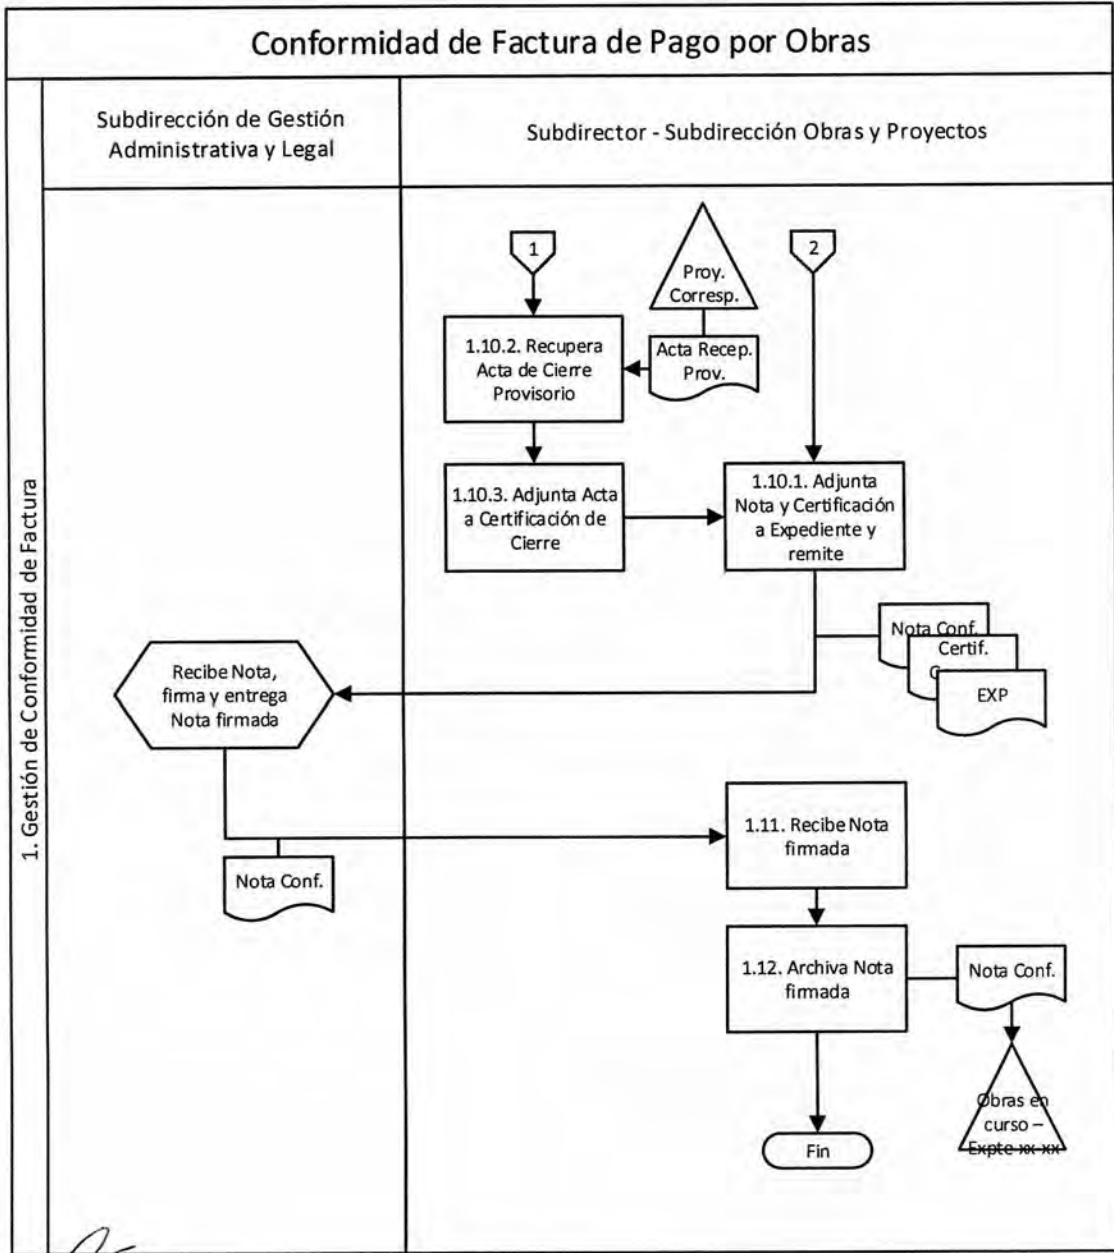 Conformidad de Factura de Pago por Obras
Subdirección de Gestión
Administrativa y Legal
Subdirector - Subdirección Obras y Proyectos
1. Gestión de Conformidad de Factura
1
Proy.
Corresp.
2
1.10.2. Recupera
Acta de Cierre
Provisorio
Acta Recep.
Prov.
1.10.3. Adjunta Acta
a Certificación de
Cierre
1.10.1. Adjunta
Nota y Certificación
a Expediente y
remite
Nota Conf.
Certif.
EXP
Recibe Nota,
firma y entrega
Nota firmada
Nota Conf.
1.11. Recibe Nota
firmada
1.12. Archiva Nota
firmada
Nota Conf.
Obras en
curso –
Expte xx-xx
Fin